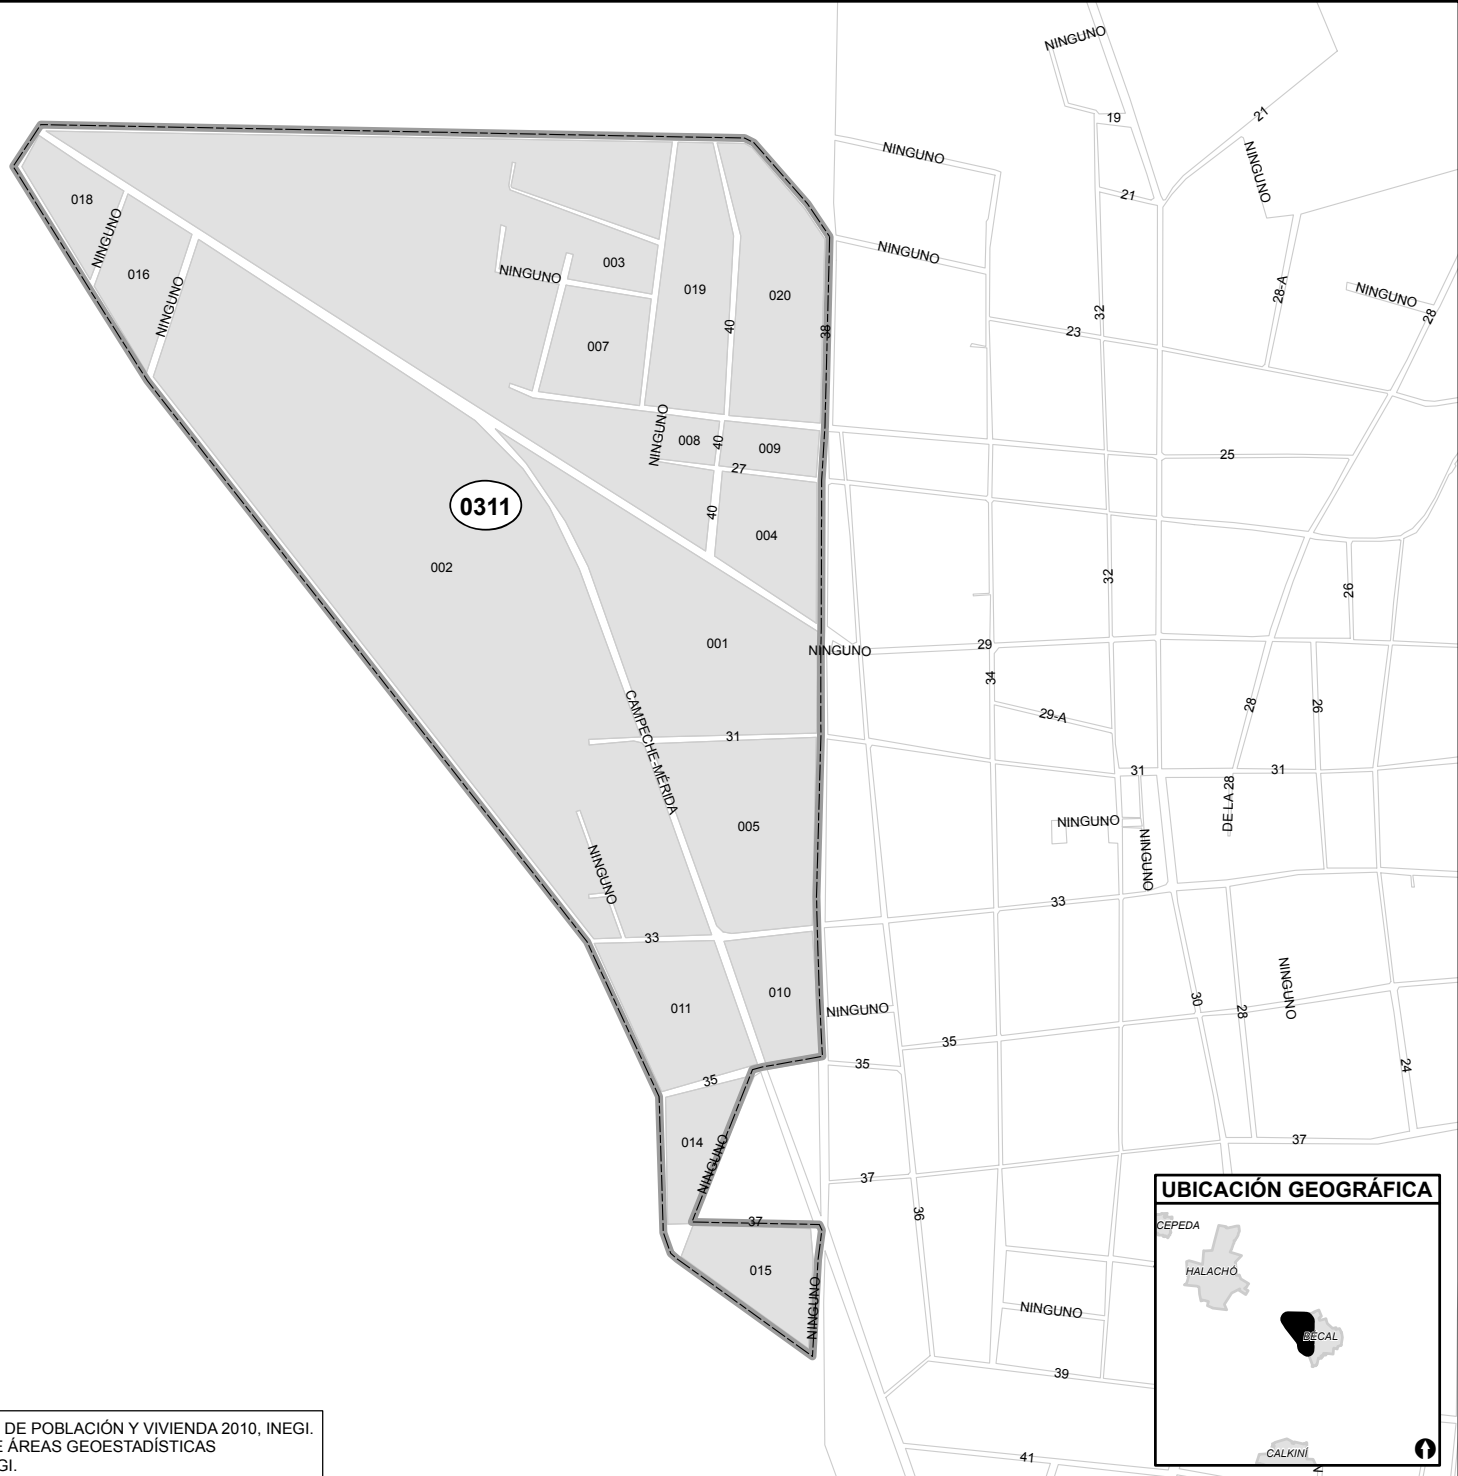 NINGUNO
19
21
NINGUNO
NINGUNO
21
018
NINGUNO
016
NINGUNO
003
NINGUNO
019
020
40
38
007
NINGUNO
32
28-A
NINGUNO
28
23
NINGUNO
008
40
009
27
25
0311
40
004
002
32
26
001
NINGUNO
29
34
29-A
28
26
CAMPECHE-MÉRIDA
31
31
31
DE LA 28
005
NINGUNO
NINGUNO
NINGUNO
33
33
011
010
NINGUNO
30
28
NINGUNO
35
35
35
24
014
NINGUNO
37
37
37
36
015
NINGUNO
NINGUNO
39
41
UBICACIÓN GEOGRÁFICA
CEPEDA
HALACHÓ
BECAL
CALKINÍ
DE POBLACIÓN Y VIVIENDA 2010, INEGI.
E ÁREAS GEOESTADÍSTICAS
GI.